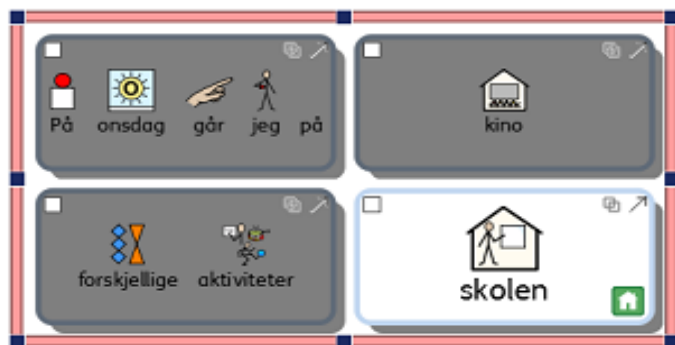 På onsdag går jeg på
kino
forskjellige aktiviteter
skolen